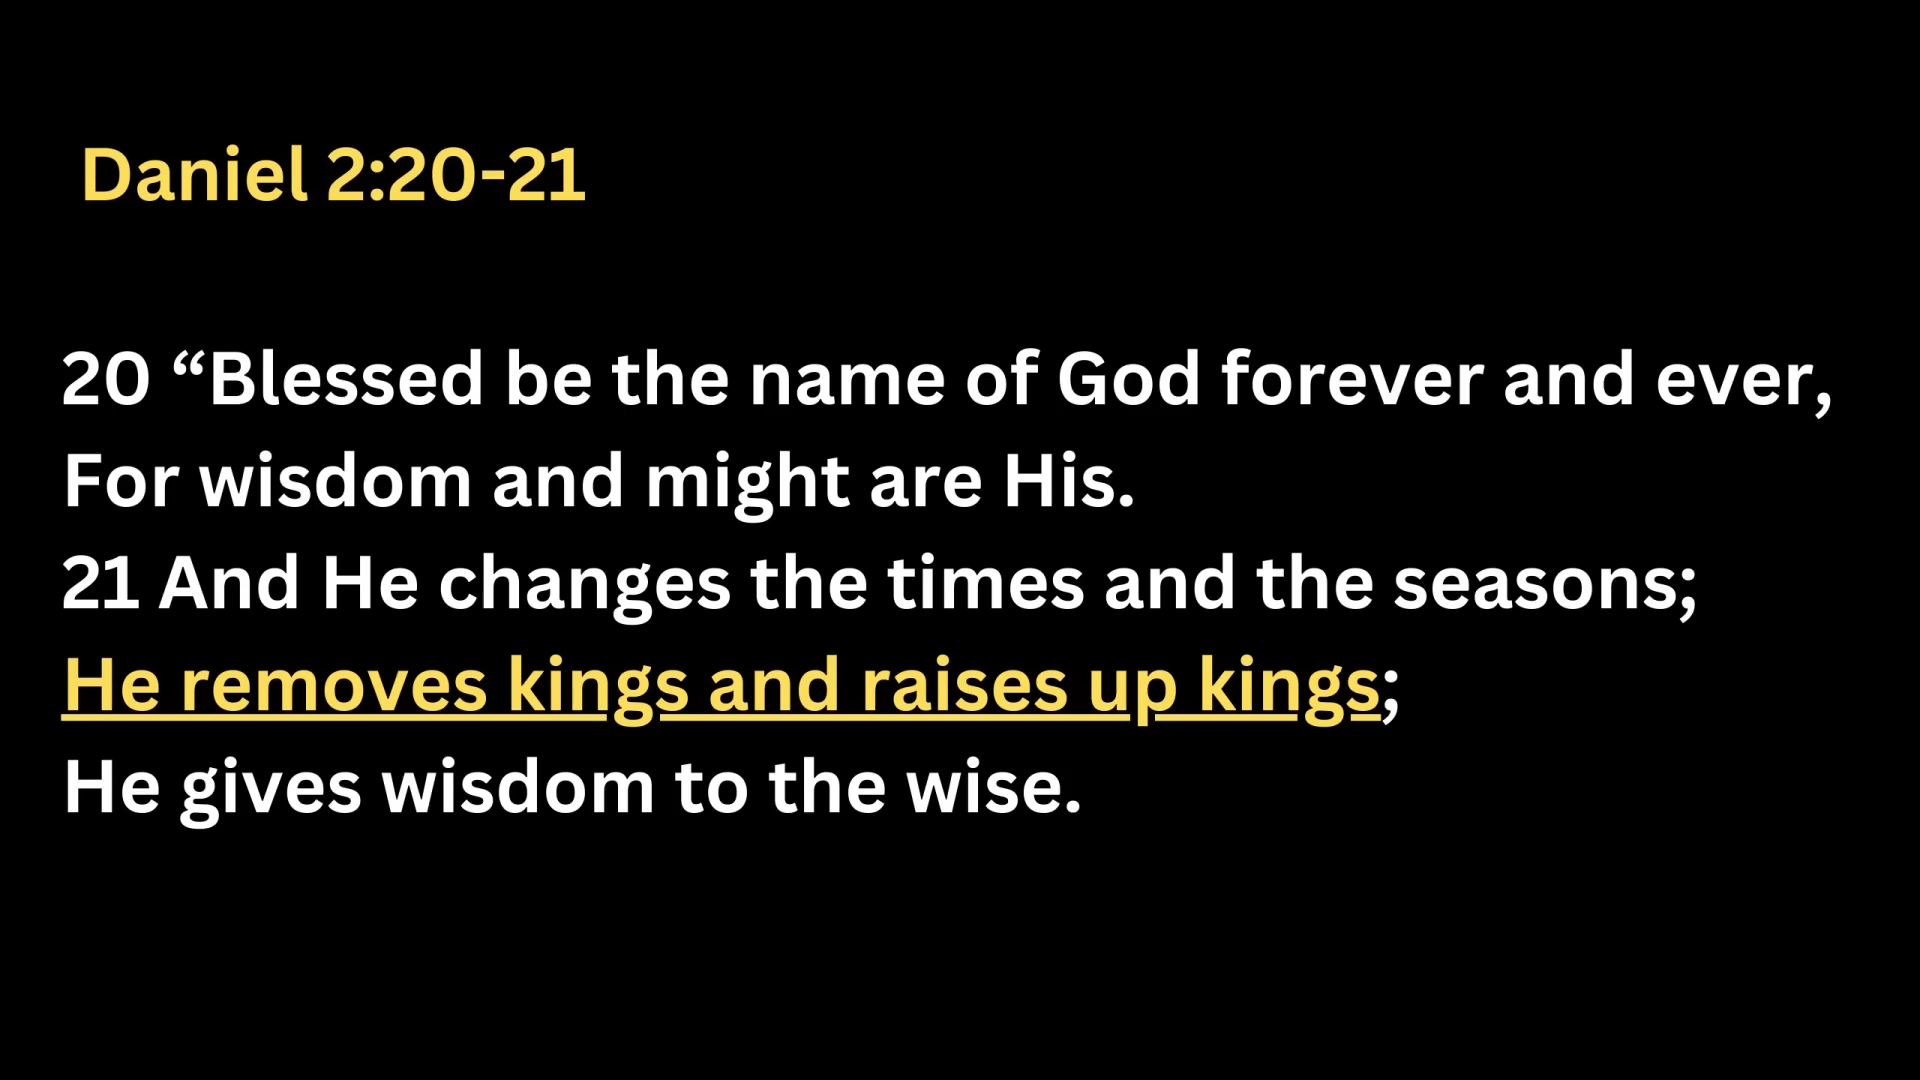 Daniel 2:20-21
20 “Blessed be the name of God forever and ever,
For wisdom and might are His.
21 And He changes the times and the seasons;
He removes kings and raises up kings;
He gives wisdom to the wise.